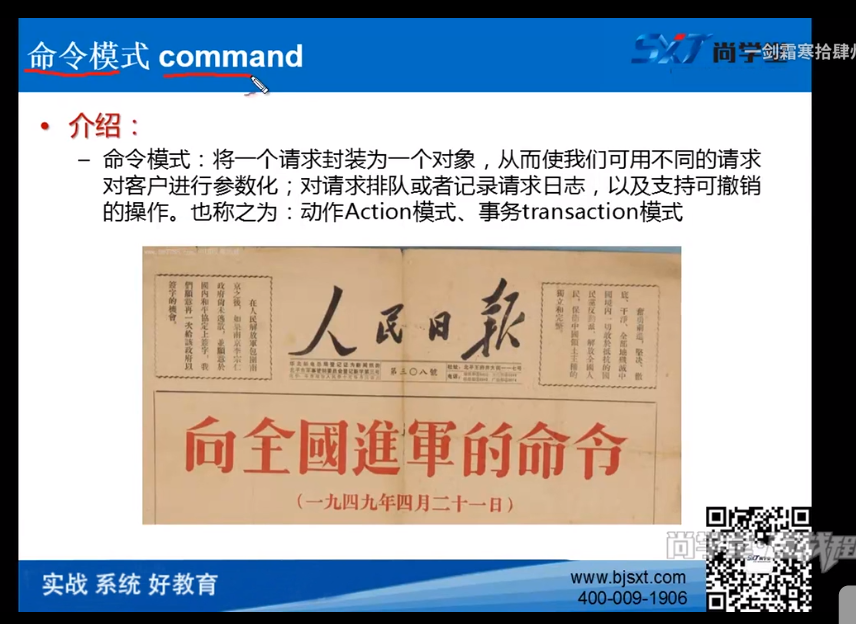 命令模式 command
SXT 尚学堂
一剑霜寒拾肆州
• 介绍：
– 命令模式：将一个请求封装为一个对象，从而使我们可用不同的请求
对客户进行参数化；对请求排队或者记录请求日志，以及支持可撤销
的操作。也称之为：动作Action模式、事务transaction模式
人民日报
向全國進軍的命令
（一九四九年四月二十一日）
实战 系统 好教育
www.bjsxt.com
400-009-1906